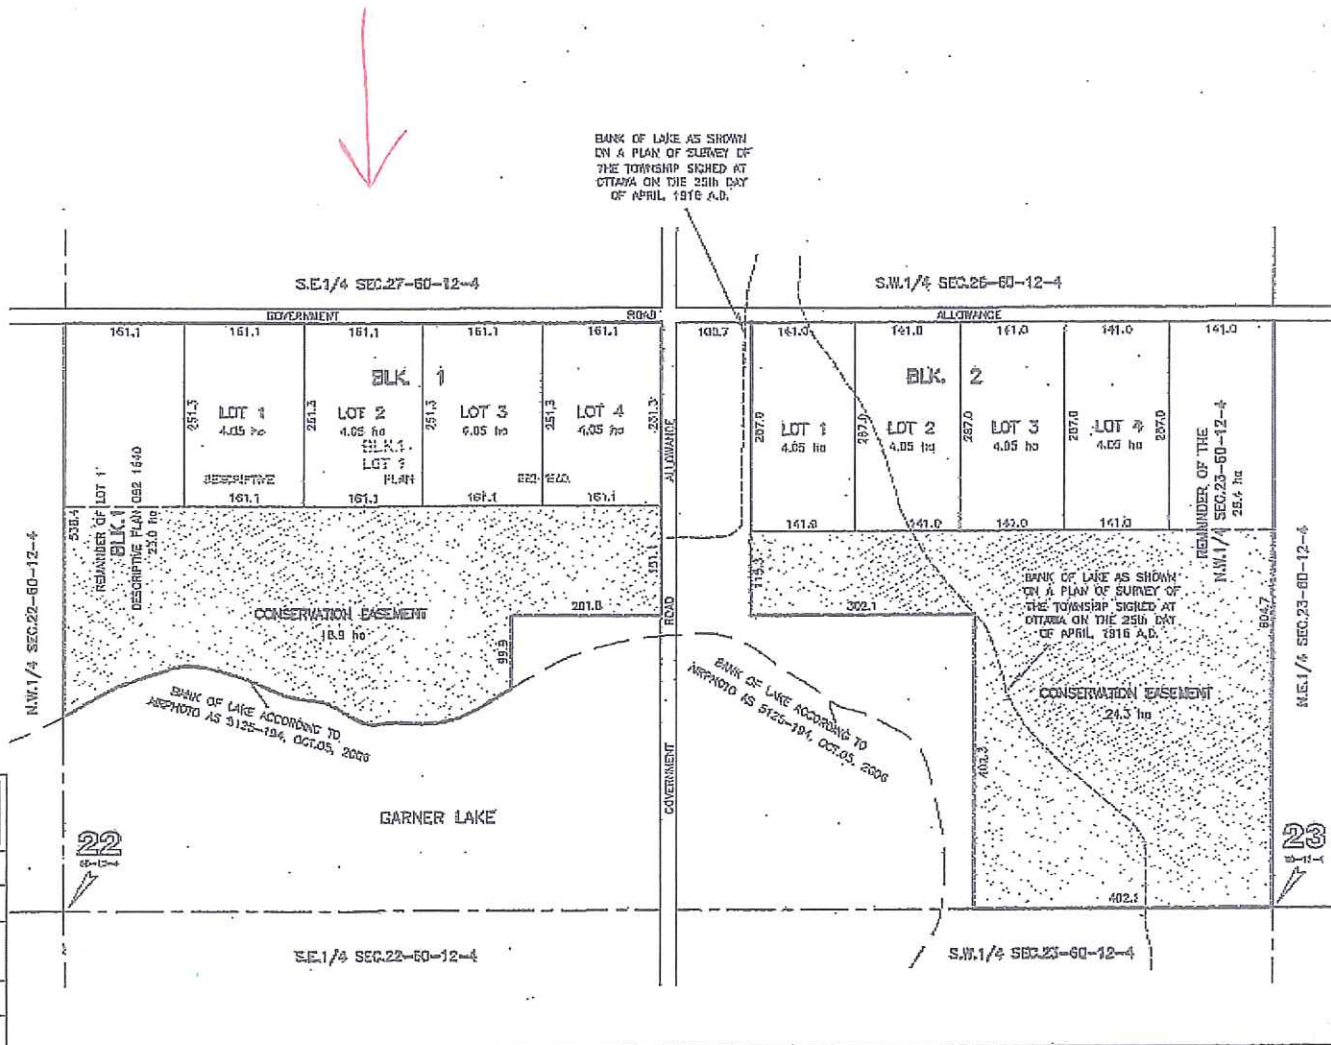 BANK OF LAKE AS SHOWN
ON A PLAN OF SURVEY OF
THE TOWNSHIP SIGNED AT
OTTAWA ON THE 25th DAY
OF APRIL, 1916 A.D.
S.E.1/4 SEC.27-60-12-4
S.W.1/4 SEC.26-60-12-4
GOVERNMENT
ALLOWANCE
161.1
161.1
161.1
161.1
161.1
100.7
141.0
141.0
141.0
141.0
141.0
BLK. 1
BLK. 2
251.3
LOT 1
4.05 ha
251.3
LOT 2
4.05 ha
251.3
LOT 3
4.05 ha
251.3
LOT 4
4.05 ha
251.3
ALLOWANCE
287.0
LOT 1
4.05 ha
287.0
LOT 2
4.05 ha
287.0
LOT 3
4.05 ha
287.0
LOT 4
4.05 ha
287.0
BLK.1
LOT 1
DESCRIPTIVE
PLAN
161.1
161.1
161.1
161.1
141.0
141.0
141.0
141.0
REMAINDER OF LOT 1
BLK.1
DESCRIPTIVE PLAN 092 1640
23.0 ha
538.4
N.W.1/4 SEC.22-60-12-4
REMAINDER OF THE
N.W.1/4 SEC.23-60-12-4
28.4 ha
151.1
115.3
CONSERVATION EASEMENT
18.9 ha
201.8
99.9
ROAD
302.1
BANK OF LAKE AS SHOWN
ON A PLAN OF SURVEY OF
THE TOWNSHIP SIGNED AT
OTTAWA ON THE 25th DAY
OF APRIL, 1916 A.D.
804.7
N.E.1/4 SEC.23-60-12-4
BANK OF LAKE ACCORDING TO
AIRPHOTO AS 5125-194, OCT.05, 2006
BANK OF LAKE ACCORDING TO
AIRPHOTO AS 5125-194, OCT.05, 2006
CONSERVATION EASEMENT
24.3 ha
403.3
GOVERNMENT
GARNER LAKE
22
23
402.1
S.E.1/4 SEC.22-60-12-4
S.W.1/4 SEC.23-60-12-4